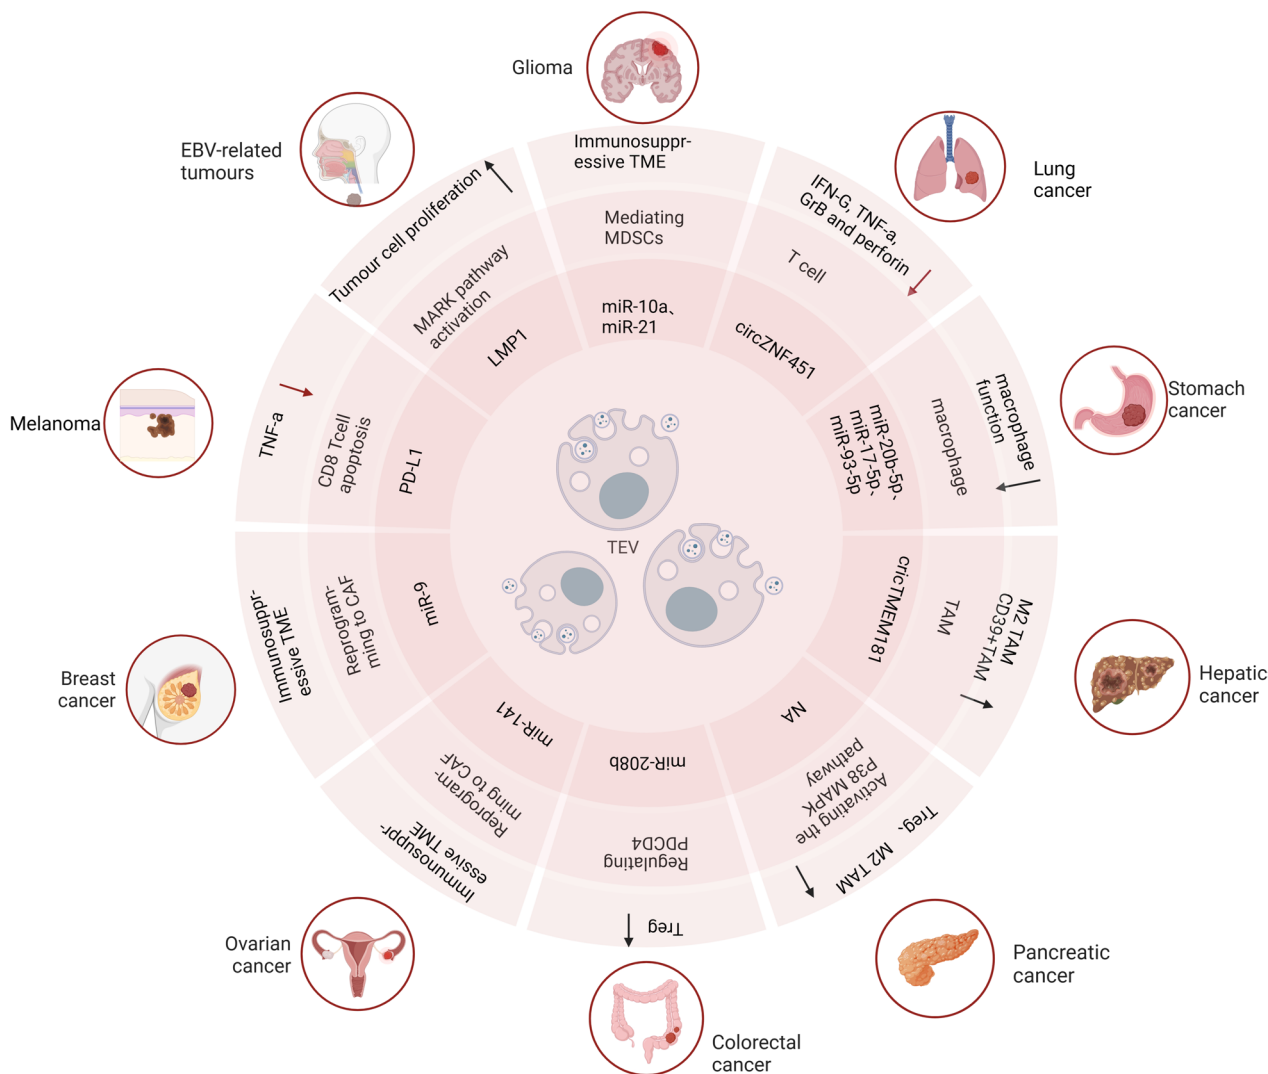 Glioma
Immunosuppr-
essive TME
Mediating
MDSCs
miR-10a、
miR-21
Lung
cancer
IFN-G, TNF-a,
GrB and perforin
T cell
circZNF451
Stomach
cancer
macrophage
function
macrophage
miR-20b-5p、
miR-17-5p、
miR-93-5p
Hepatic
cancer
M2 TAM
CD39+TAM
TAM
cricTMEM181
Pancreatic
cancer
Treg、 M2 TAM
Activating the
P38 MAPK
pathway
NA
Colorectal
cancer
Treg
Regulating
PDCD4
miR-208b
Ovarian
cancer
Immunosuppr-
essive TME
Reprogram-
ming to CAF
miR-141
Breast
cancer
Immunosuppr-
essive TME
Reprogram-
ming to CAF
miR-9
Melanoma
TNF-a
CD8 Tcell
apoptosis
PD-L1
EBV-related
tumours
Tumour cell proliferation
MARK pathway
activation
LMP1
TEV